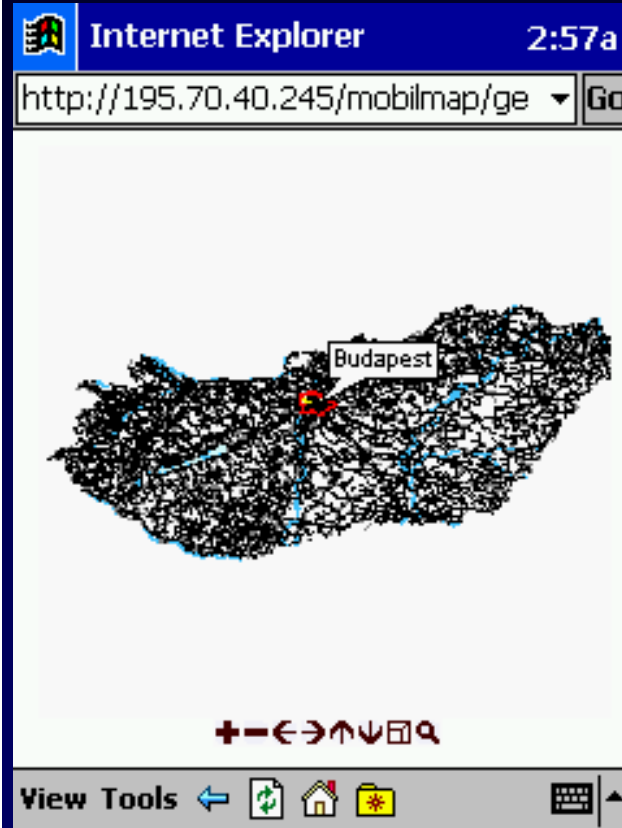 Internet Explorer 2:57a
http://195.70.40.245/mobilmap/ge Go
Budapest
View Tools